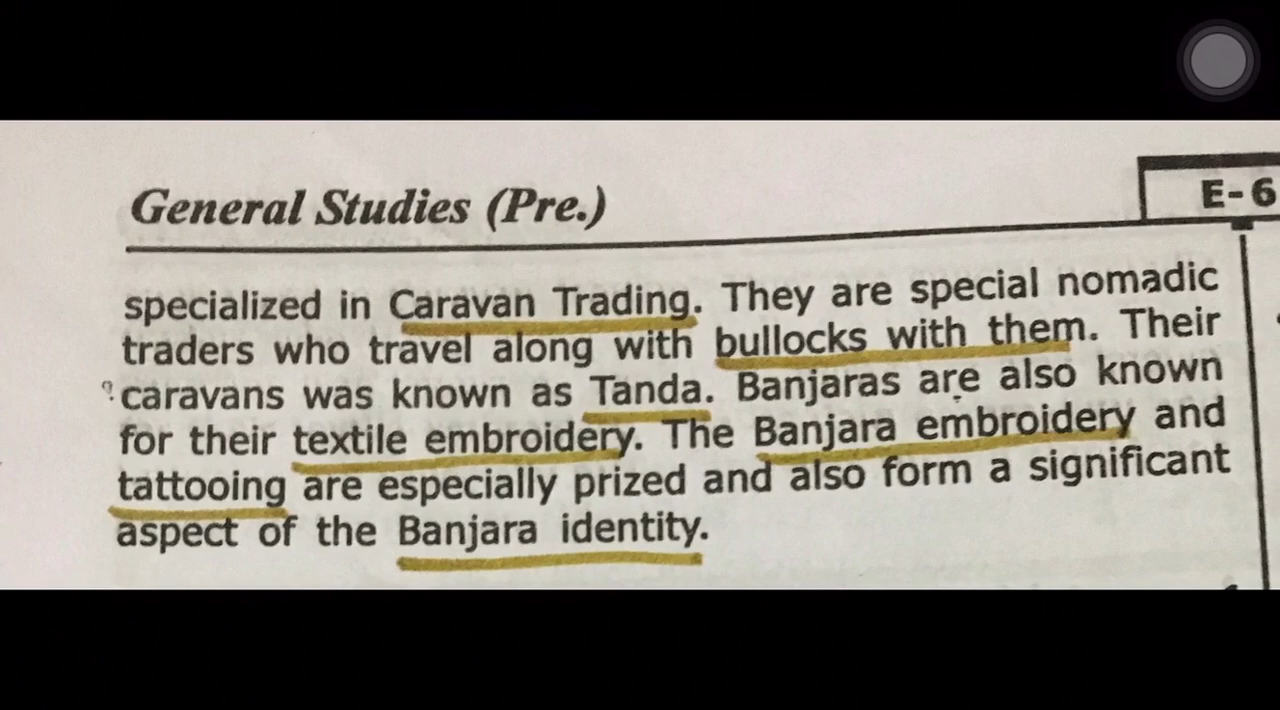 General Studies (Pre.)
E-6
specialized in Caravan Trading. They are special nomadic
traders who travel along with bullocks with them. Their
caravans was known as Tanda. Banjaras are also known
for their textile embroidery. The Banjara embroidery and
tattooing are especially prized and also form a significant
aspect of the Banjara identity.